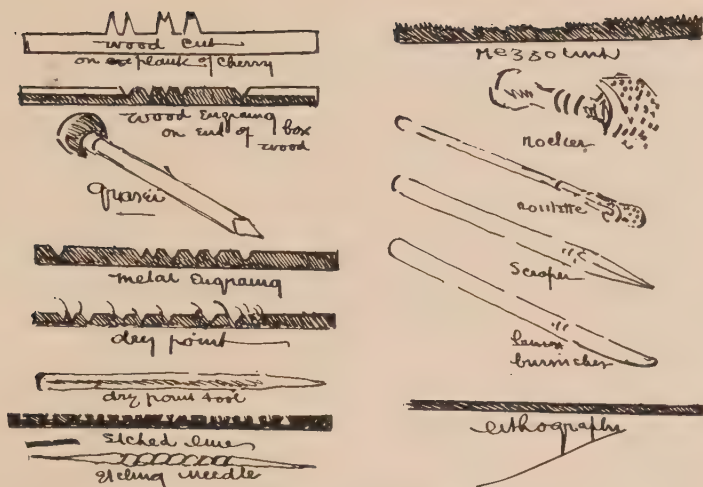 wood cut
on plank of cherry
wood Engraving
on end of box
wood
graver
metal Engraving
dry point
dry point tool
Etched line
Etching needle
Mezzotint
rocker
roulette
Scraper
burnisher
Lithography